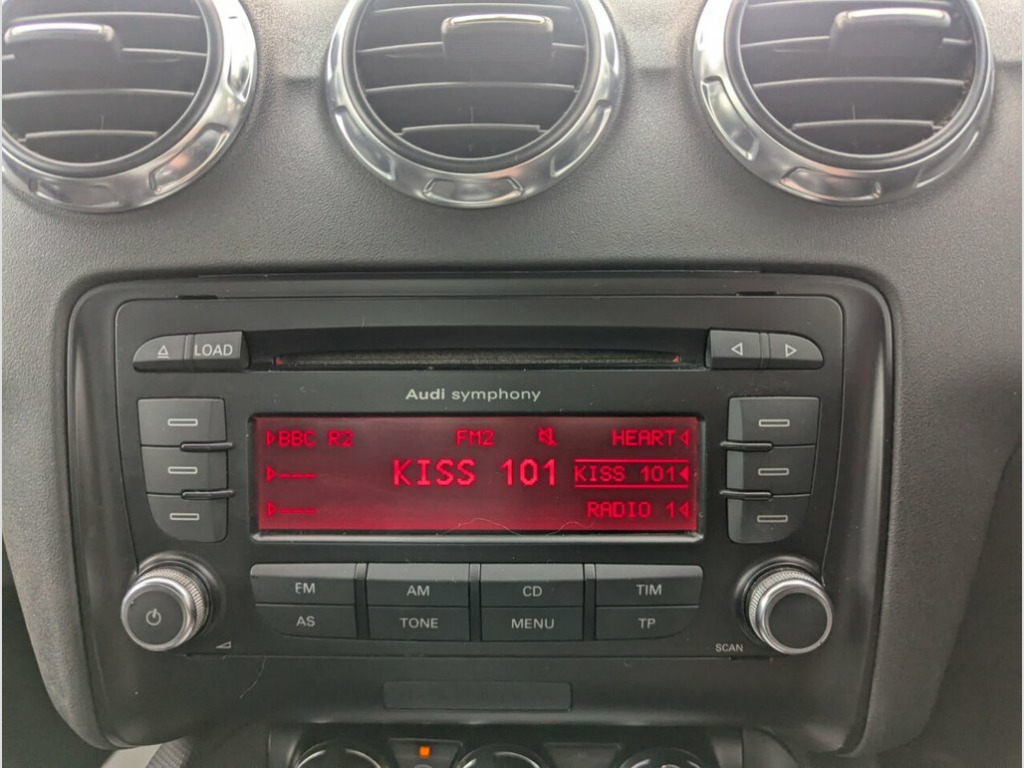 LOAD
Audi symphony
BBC R2 FM2 HEART
--- KISS 101 KISS 101
--- RADIO 1
FM AM CD TIM
AS TONE MENU TP
SCAN